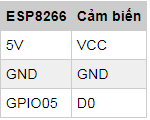 ESP8266 Cảm biến
5V VCC
GND GND
GPIO05 D0